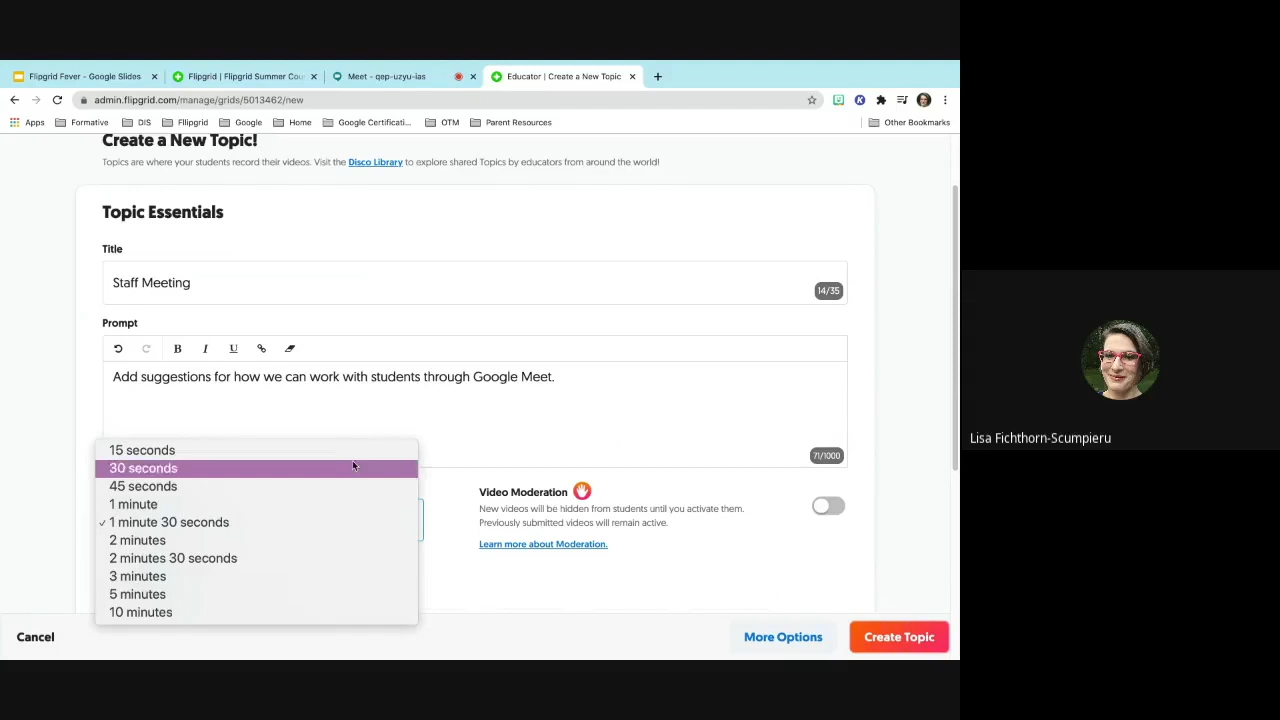 Flipgrid Fever - Google Slides
Flipgrid | Flipgrid Summer Cou
Meet - qep-uzyu-ias
Educator | Create a New Topic
admin.flipgrid.com/manage/grids/5013462/new
Apps
Formative
DIS
Flipgrid
Google
Home
Google Certificati...
OTM
Parent Resources
Other Bookmarks
Create a New Topic!
Topics are where your students record their videos. Visit the Disco Library to explore shared Topics by educators from around the world!
Topic Essentials
Title
Staff Meeting
14/35
Prompt
B I U
Add suggestions for how we can work with students through Google Meet.
71/1000
15 seconds
30 seconds
45 seconds
1 minute
1 minute 30 seconds
2 minutes
2 minutes 30 seconds
3 minutes
5 minutes
10 minutes
Video Moderation
New videos will be hidden from students until you activate them.
Previously submitted videos will remain active.
Learn more about Moderation.
Cancel
More Options
Create Topic
Lisa Fichthorn-Scumpieru